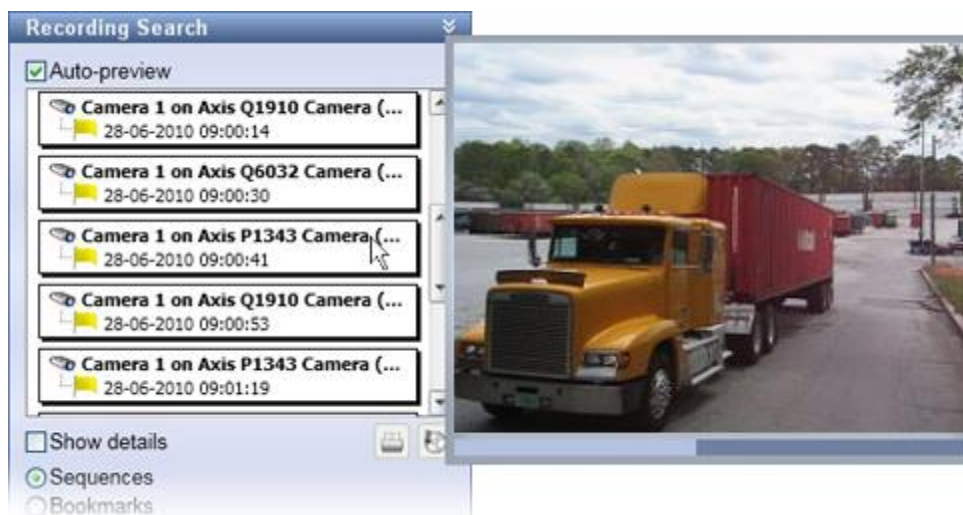 Recording Search
Auto-preview
Camera 1 on Axis Q1910 Camera (...
28-06-2010 09:00:14
Camera 1 on Axis Q6032 Camera (...
28-06-2010 09:00:30
Camera 1 on Axis P1343 Camera (...
28-06-2010 09:00:41
Camera 1 on Axis Q1910 Camera (...
28-06-2010 09:00:53
Camera 1 on Axis P1343 Camera (...
28-06-2010 09:01:19
Show details
Sequences
Bookmarks